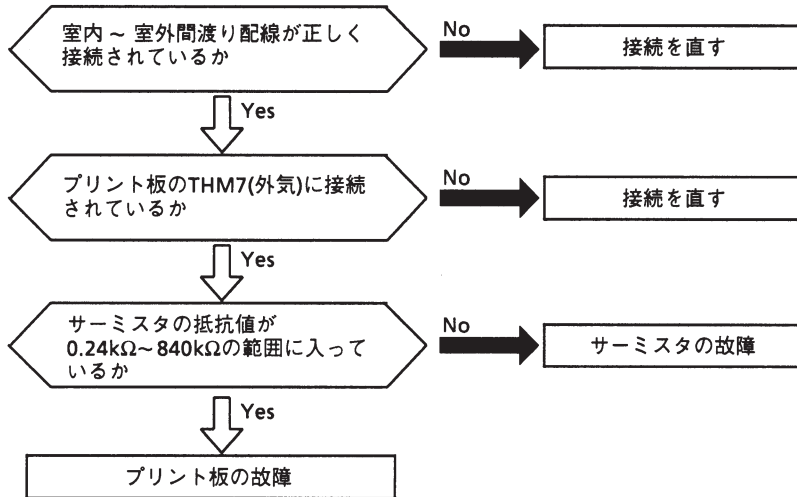 室内 ~ 室外間渡り配線が正しく
接続されているか
No
接続を直す
Yes
プリント板のTHM7(外気)に接続
されているか
No
接続を直す
Yes
サーミスタの抵抗値が
0.24kΩ~840kΩの範囲に入って
いるか
No
サーミスタの故障
Yes
プリント板の故障